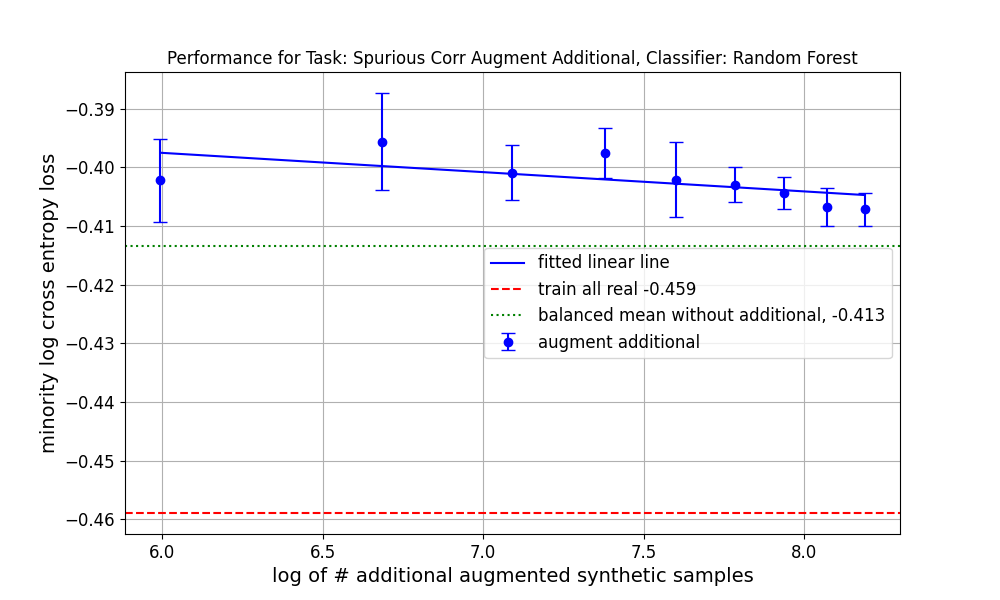 Performance for Task: Spurious Corr Augment Additional, Classifier: Random Forest
minority log cross entropy loss
−0.39
−0.40
−0.41
−0.42
−0.43
−0.44
−0.45
−0.46
fitted linear line
train all real -0.459
balanced mean without additional, -0.413
augment additional
6.0
6.5
7.0
7.5
8.0
log of # additional augmented synthetic samples